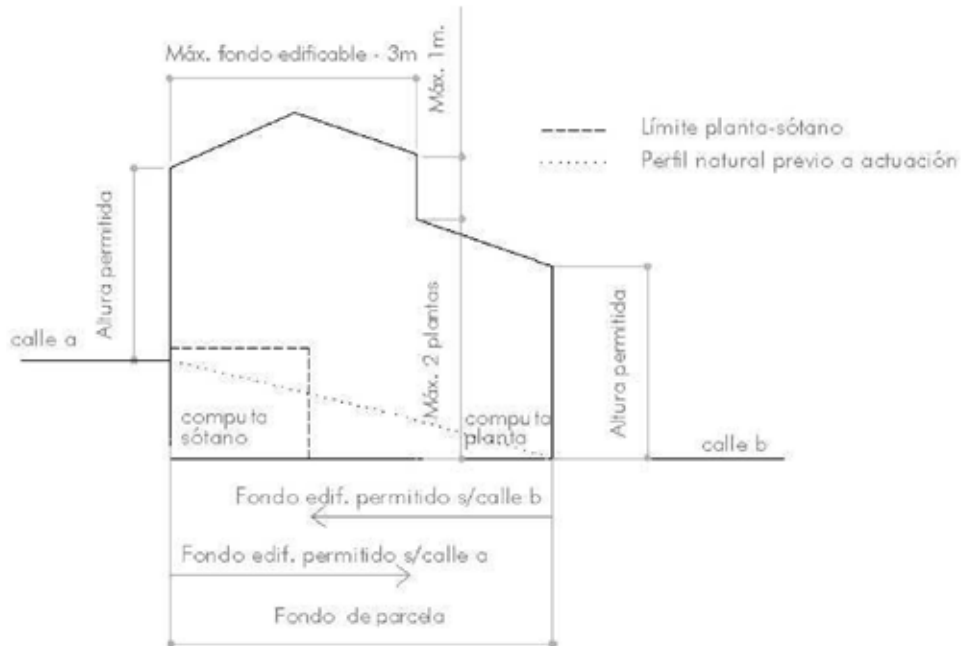 Máx. fondo edificable - 3m
Máx. 1m.
Límite planta-sótano
Perfil natural previo a actuación
Altura permitida
calle a
Máx. 2 plantas
computa
sótano
computa
planta
Altura permitida
calle b
Fondo edif. permitido s/calle b
Fondo edif. permitido s/calle a
Fondo de parcela